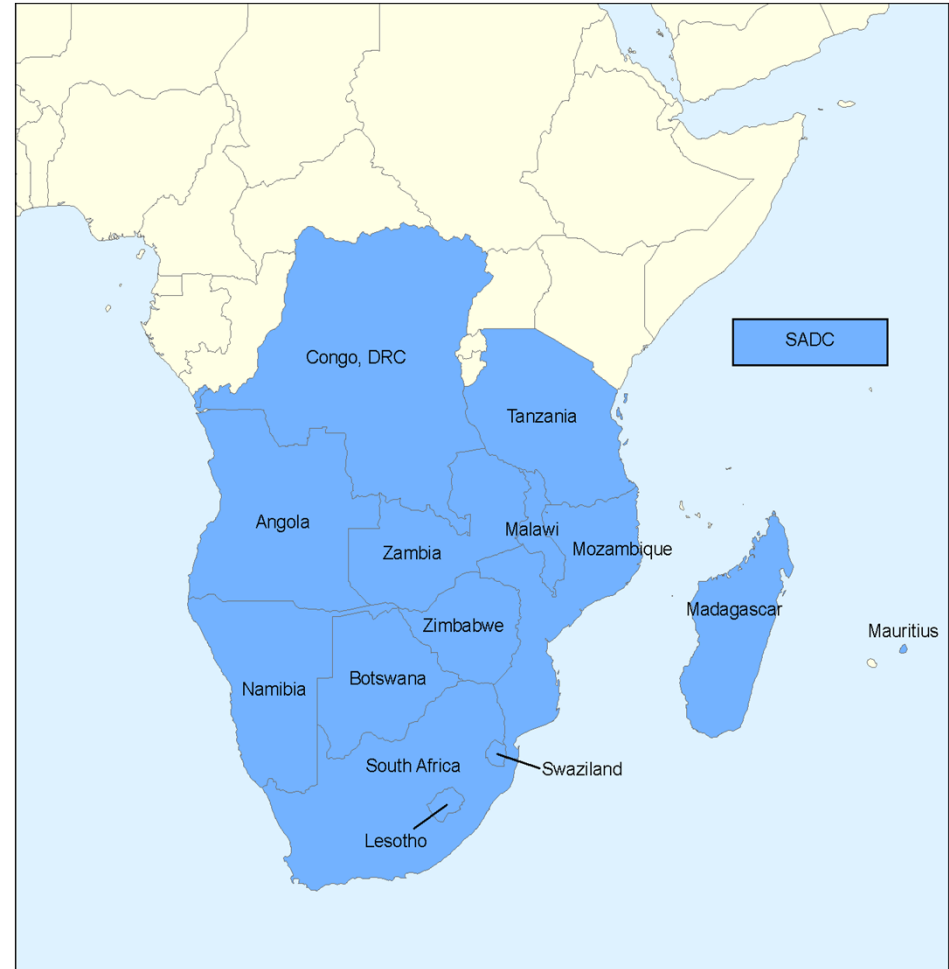 SADC
Congo, DRC
Tanzania
Angola
Malawi
Zambia
Mozambique
Madagascar
Zimbabwe
Mauritius
Botswana
Namibia
South Africa
Swaziland
Lesotho